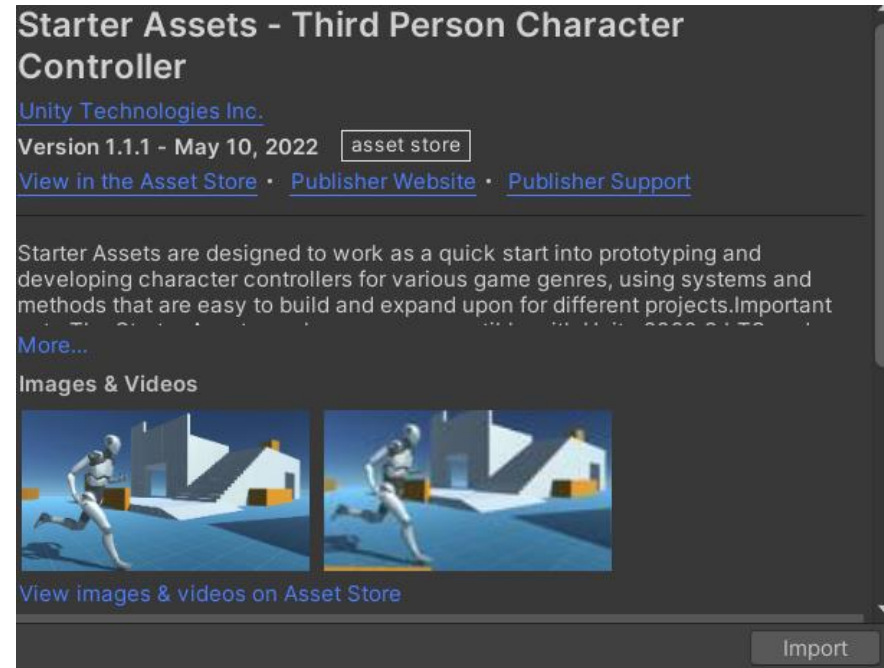 Starter Assets - Third Person Character
Controller
Unity Technologies Inc.
Version 1.1.1 - May 10, 2022 asset store
View in the Asset Store • Publisher Website • Publisher Support
Starter Assets are designed to work as a quick start into prototyping and
developing character controllers for various game genres, using systems and
methods that are easy to build and expand upon for different projects.Important
More...
Images & Videos
View images & videos on Asset Store
Import